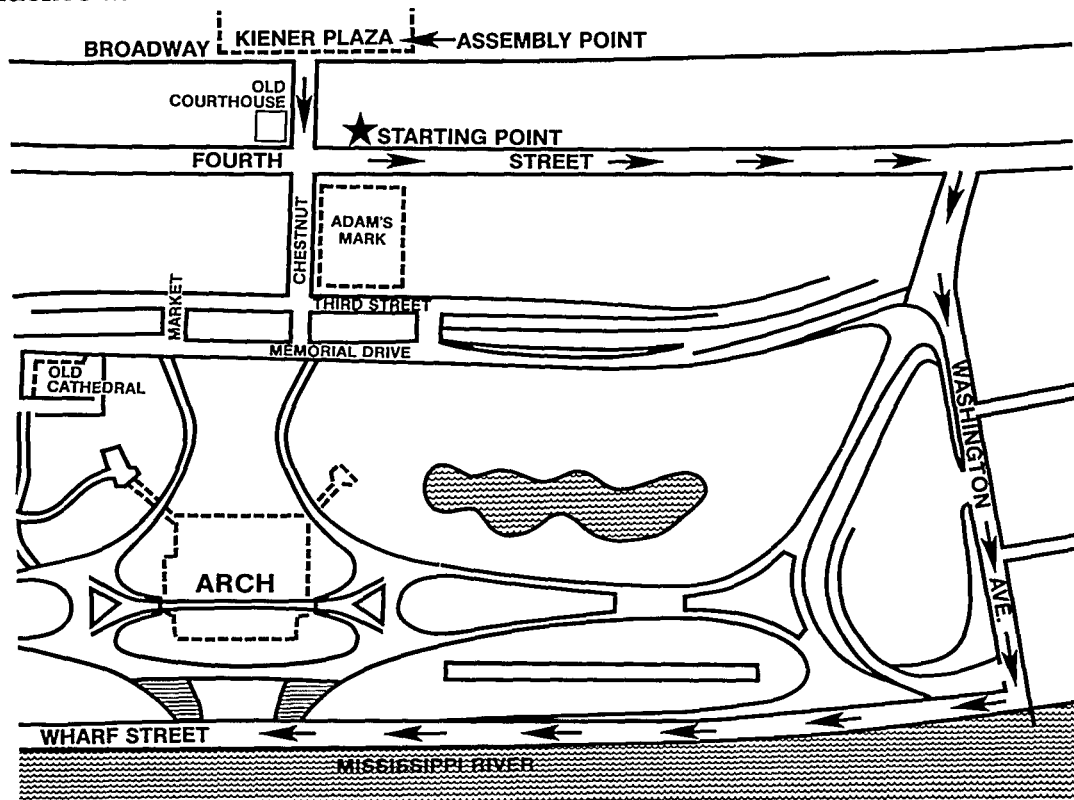 KIENER PLAZA
ASSEMBLY POINT
BROADWAY
OLD
COURTHOUSE
STARTING POINT
FOURTH
STREET
CHESTNUT
ADAM'S
MARK
MARKET
THIRD STREET
MEMORIAL DRIVE
OLD
CATHEDRAL
WASHINGTON
AVE.
ARCH
WHARF STREET
MISSISSIPPI RIVER